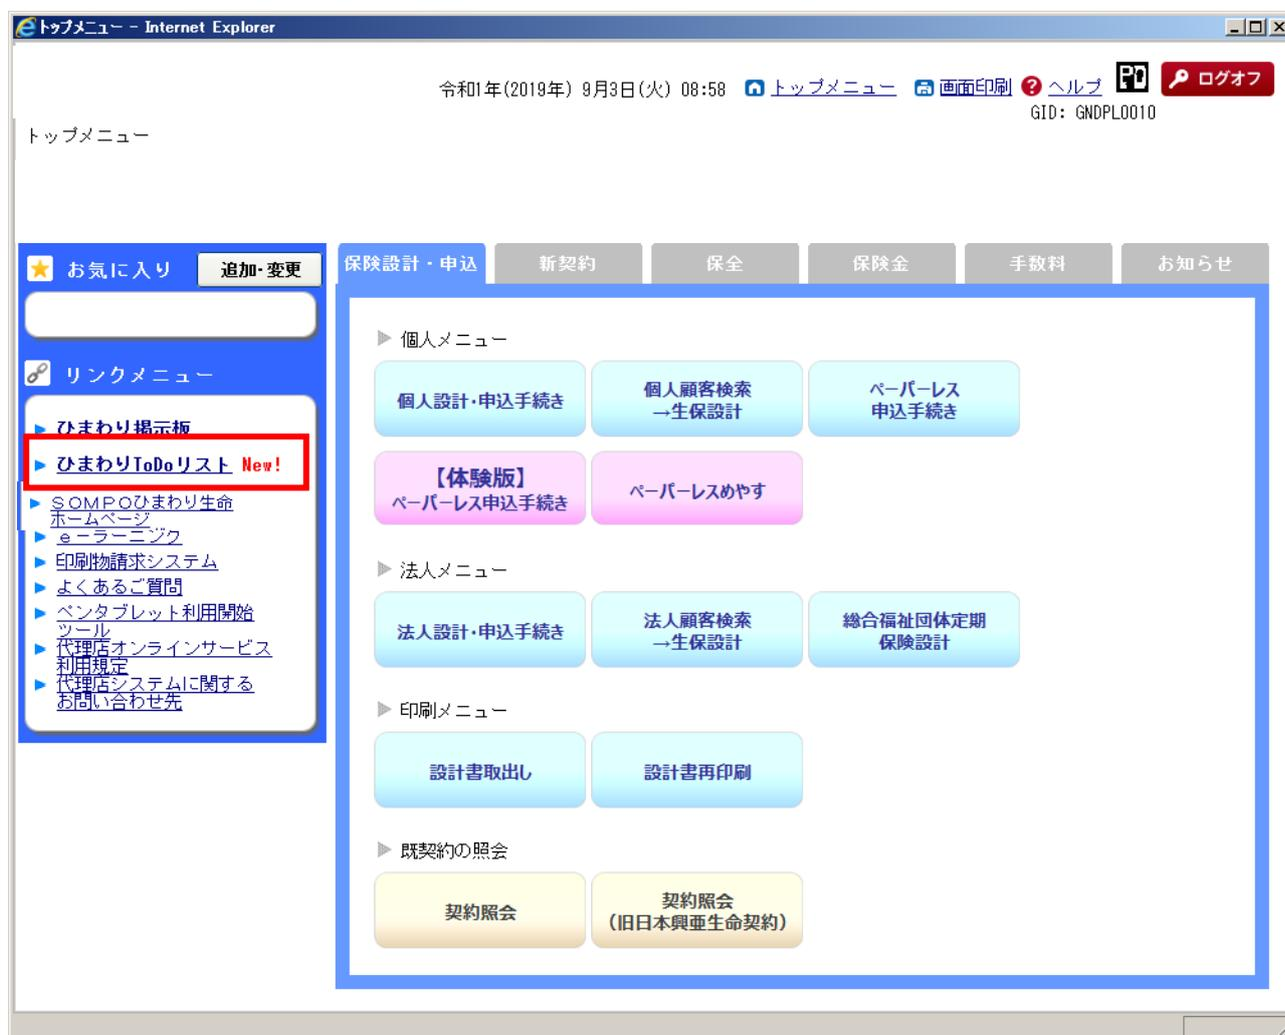 トップメニュー - Internet Explorer
令和1年(2019年) 9月3日(火) 08:58 トップメニュー 画面印刷 ヘルプ PD ログオフ
GID: GNDPL0010
トップメニュー
お気に入り 追加・変更
リンクメニュー
ひまわり掲示板
ひまわりToDoリスト New!
SOMPOひまわり生命
ホームページ
e-ラーニング
印刷物請求システム
よくあるご質問
ペンタブレット利用開始
ツール
代理店オンラインサービス
利用規定
代理店システムに関する
お問い合わせ先
保険設計・申込 新契約 保全 保険金 手数料 お知らせ
個人メニュー
個人設計・申込手続き
個人顧客検索
→生保設計
ペーパーレス
申込手続き
【体験版】
ペーパーレス申込手続き
ペーパーレスめやす
法人メニュー
法人設計・申込手続き
法人顧客検索
→生保設計
総合福祉団体定期
保険設計
印刷メニュー
設計書取出し
設計書再印刷
既契約の照会
契約照会
契約照会
(旧日本興亜生命契約)